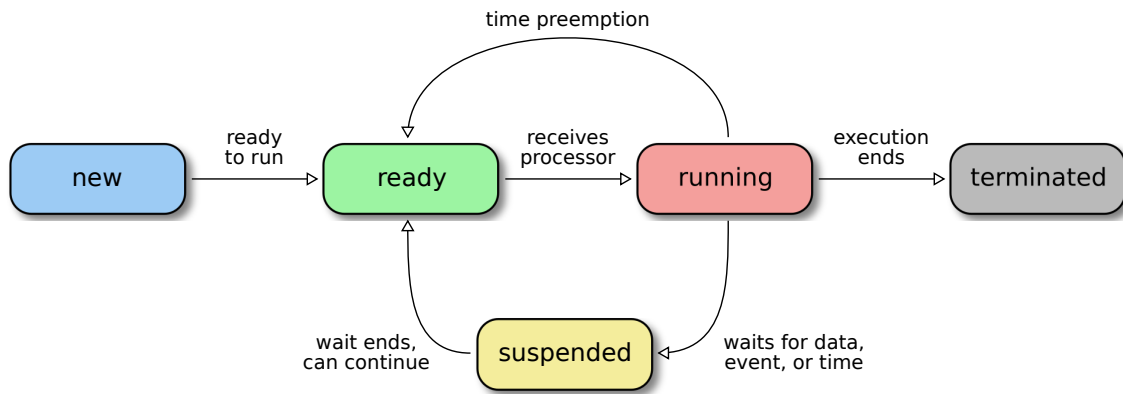 time preemption
ready
to run
receives
processor
execution
ends
new
ready
running
terminated
wait ends,
can continue
suspended
waits for data,
event, or time